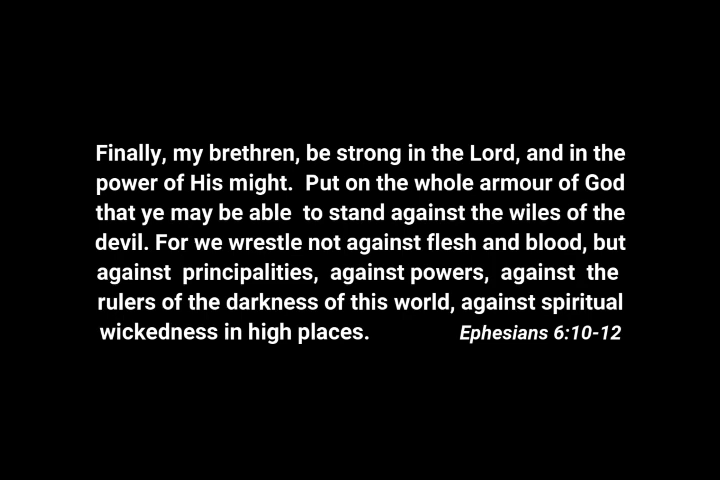 Finally, my brethren, be strong in the Lord, and in the
power of His might. Put on the whole armour of God
that ye may be able to stand against the wiles of the
devil. For we wrestle not against flesh and blood, but
against principalities, against powers, against the
rulers of the darkness of this world, against spiritual
wickedness in high places. Ephesians 6:10-12